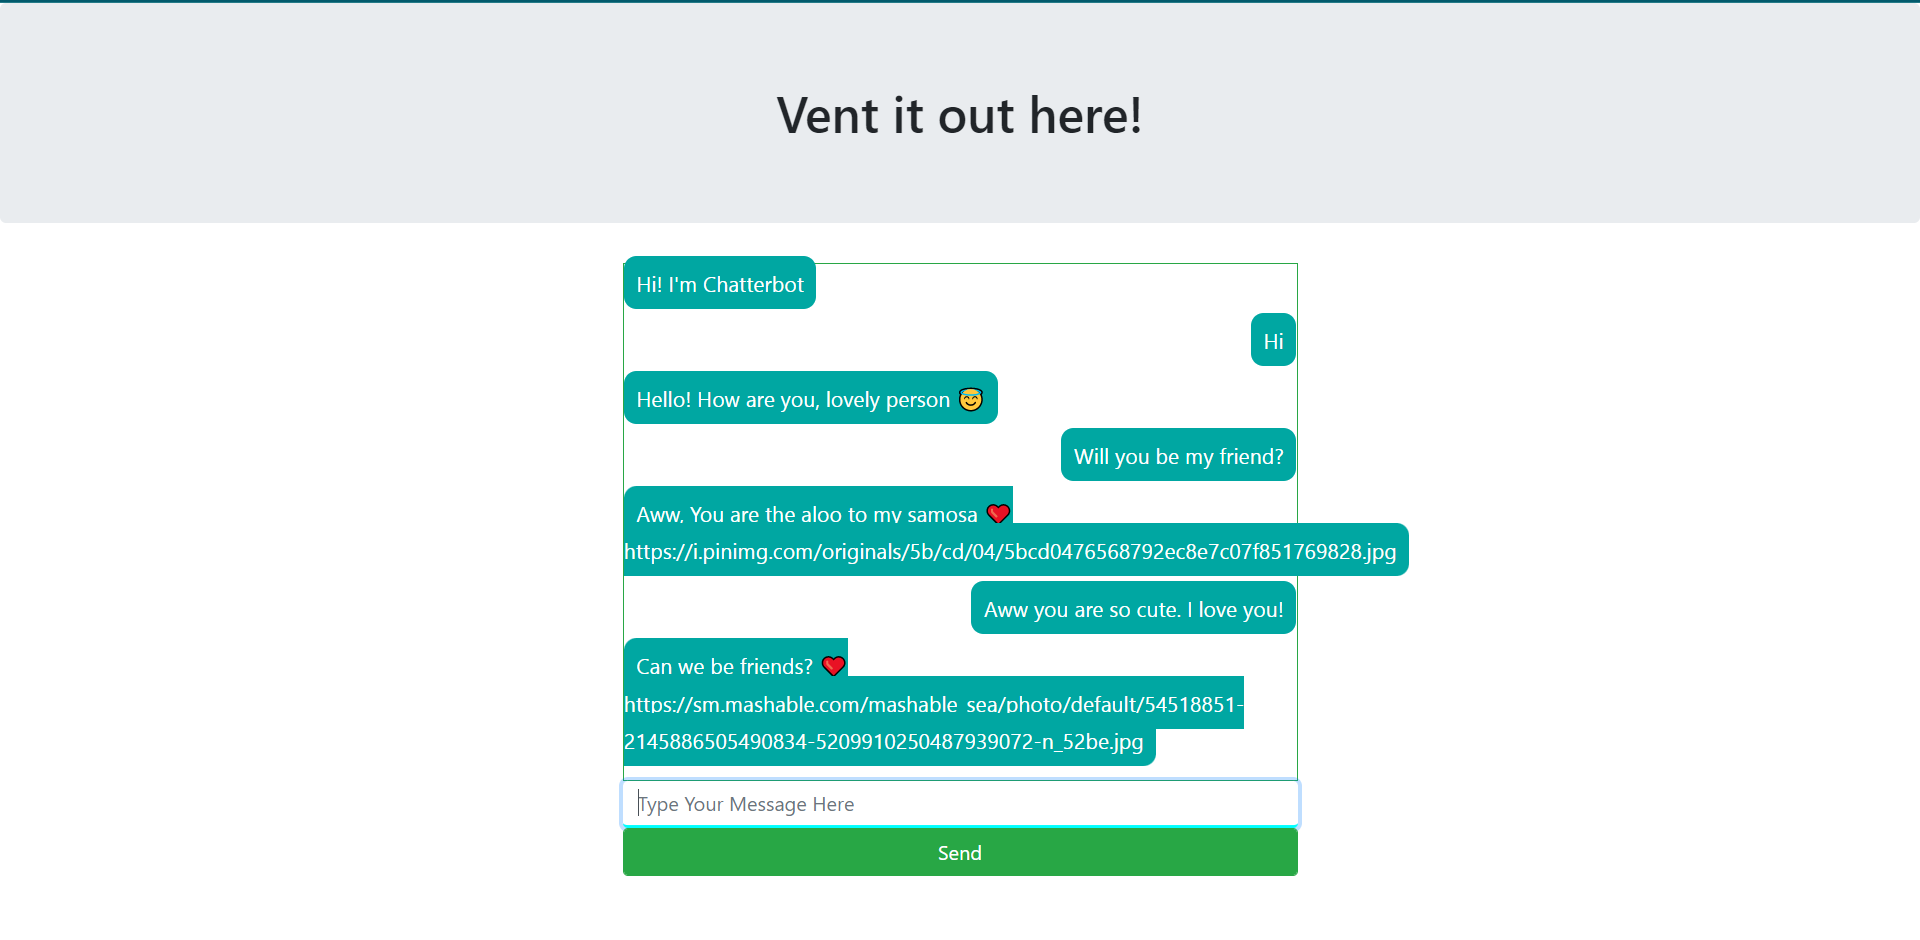 Vent it out here!
Hi! I'm Chatterbot
Hi
Hello! How are you, lovely person 😇
Will you be my friend?
Aww, You are the aloo to my samosa ❤️
https://i.pinimg.com/originals/5b/cd/04/5bcd0476568792ec8e7c07f851769828.jpg
Aww you are so cute. I love you!
Can we be friends? ❤️
https://sm.mashable.com/mashable_sea/photo/default/54518851-
2145886505490834-5209910250487939072-n_52be.jpg
Type Your Message Here
Send